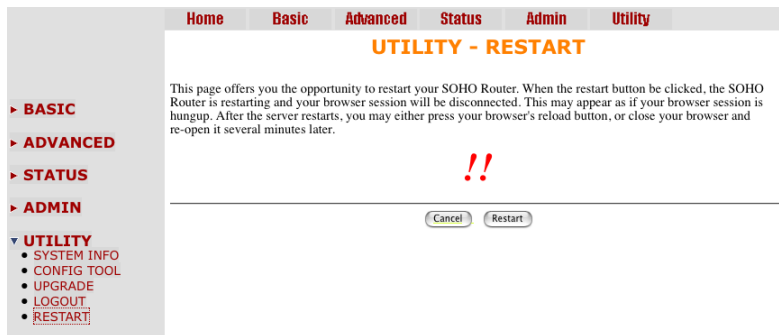 Home Basic Advanced Status Admin Utility
UTILITY - RESTART
This page offers you the opportunity to restart your SOHO Router. When the restart button be clicked, the SOHO
Router is restarting and your browser session will be disconnected. This may appear as if your browser session is
hungup. After the server restarts, you may either press your browser's reload button, or close your browser and
re-open it several minutes later.
!!
Cancel Restart
BASIC
ADVANCED
STATUS
ADMIN
UTILITY
SYSTEM INFO
CONFIG TOOL
UPGRADE
LOGOUT
RESTART